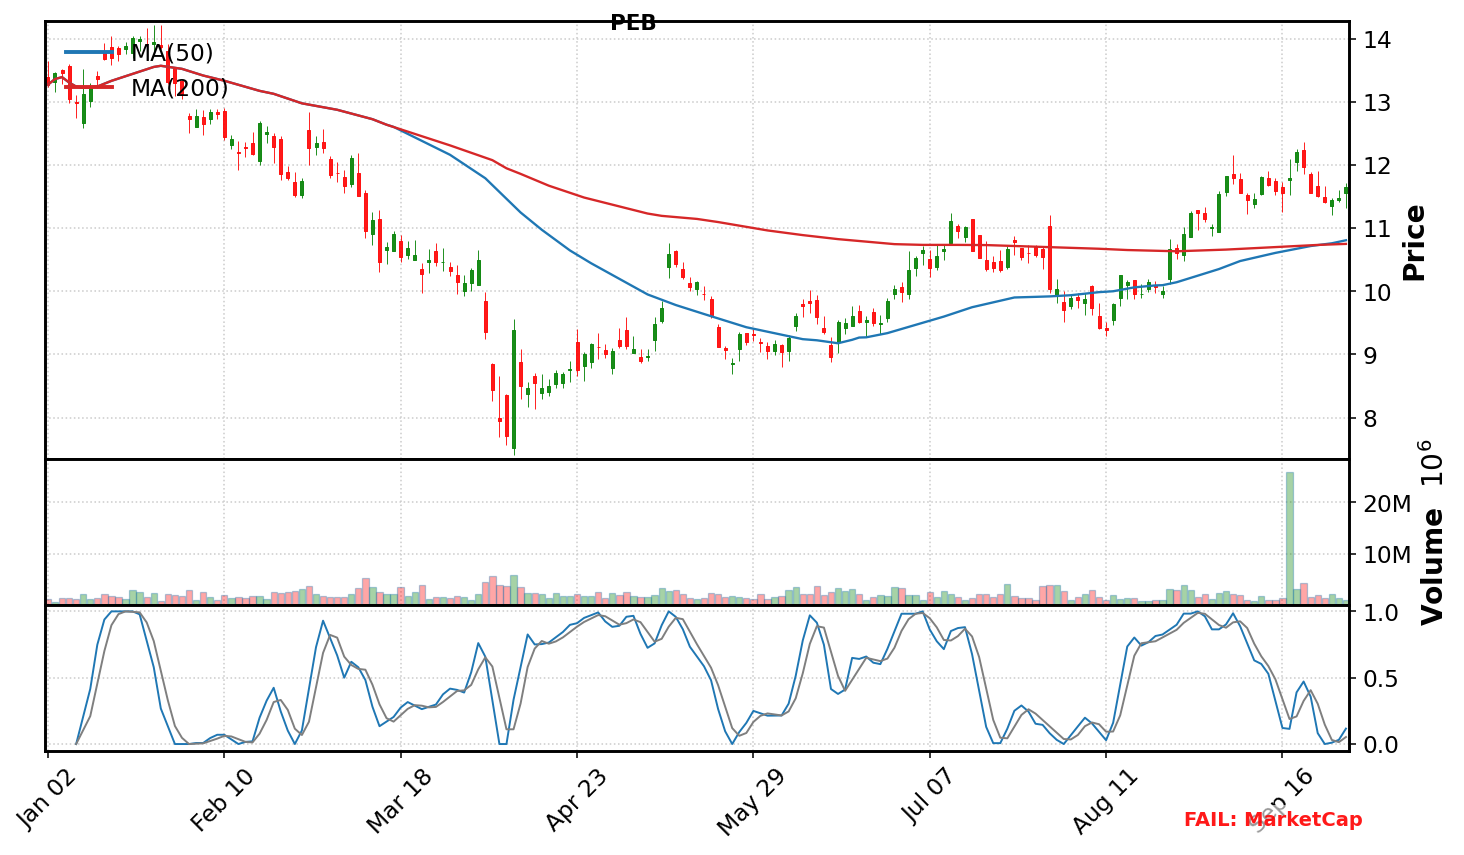 PEB
MA(50)
MA(200)
14
13
12
11
10
9
8
Price
20M
10M
Volume 10^6
1.0
0.5
0.0
Jan 02
Feb 10
Mar 18
Apr 23
May 29
Jul 07
Aug 11
Sep 16
FAIL: MarketCap